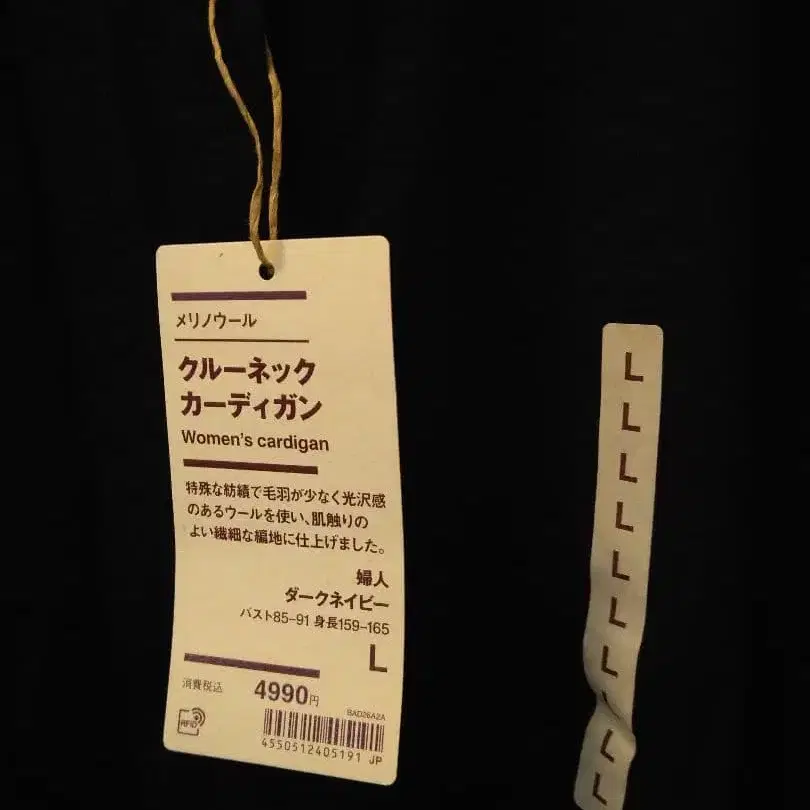 メリノウール
クルーネック
カーディガン
Women's cardigan
特殊な紡績で毛羽が少なく光沢感
のあるウールを使い、肌触りの
よい繊細な編地に仕上げました。
婦人
ダークネイビー
バスト85-91 身長159-165
L
消費税込 4990円
BAD26A2A
RFID
4550512405191 JP
L
L
L
L
L
L
L
L
L